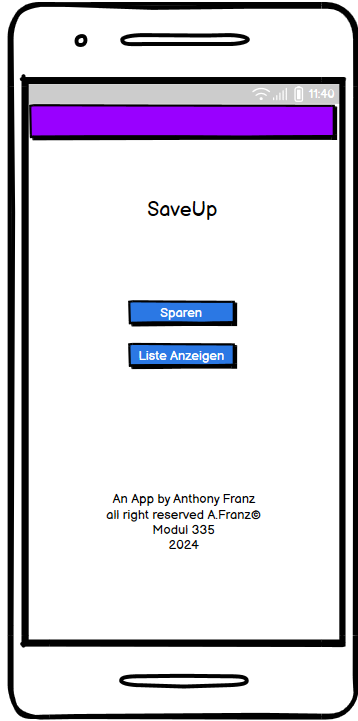 11:40
SaveUp
Sparen
Liste Anzeigen
An App by Anthony Franz
all right reserved A.Franz©
Modul 335
2024